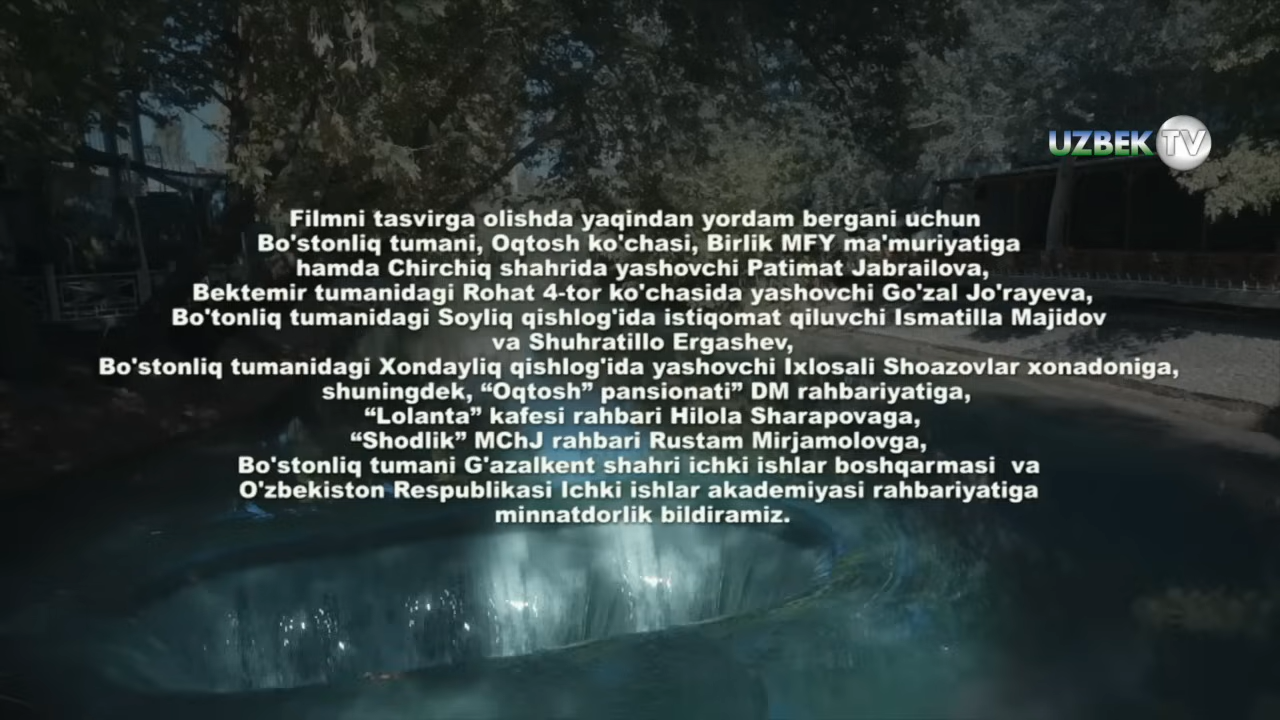 UZBEK TV
Filmni tasvirga olishda yaqindan yordam bergani uchun
Bo'stonliq tumani, Oqtosh ko'chasi, Birlik MFY ma'muriyatiga
hamda Chirchiq shahrida yashovchi Patimat Jabrailova,
Bektemir tumanidagi Rohat 4-tor ko'chasida yashovchi Go'zal Jo'rayeva,
Bo'tonliq tumanidagi Soyliq qishlog'ida istiqomat qiluvchi Ismatilla Majidov
va Shuhratillo Ergashev,
Bo'stonliq tumanidagi Xondayliq qishlog'ida yashovchi Ixlosali Shoazovlar xonadoniga,
shuningdek, “Oqtosh” pansionati” DM rahbariyatiga,
“Lolanta” kafesi rahbari Hilola Sharapovaga,
“Shodlik” MChJ rahbari Rustam Mirjamolovga,
Bo'stonliq tumani G'azalkent shahri ichki ishlar boshqarmasi va
O'zbekiston Respublikasi Ichki ishlar akademiyasi rahbariyatiga
minnatdorlik bildiramiz.